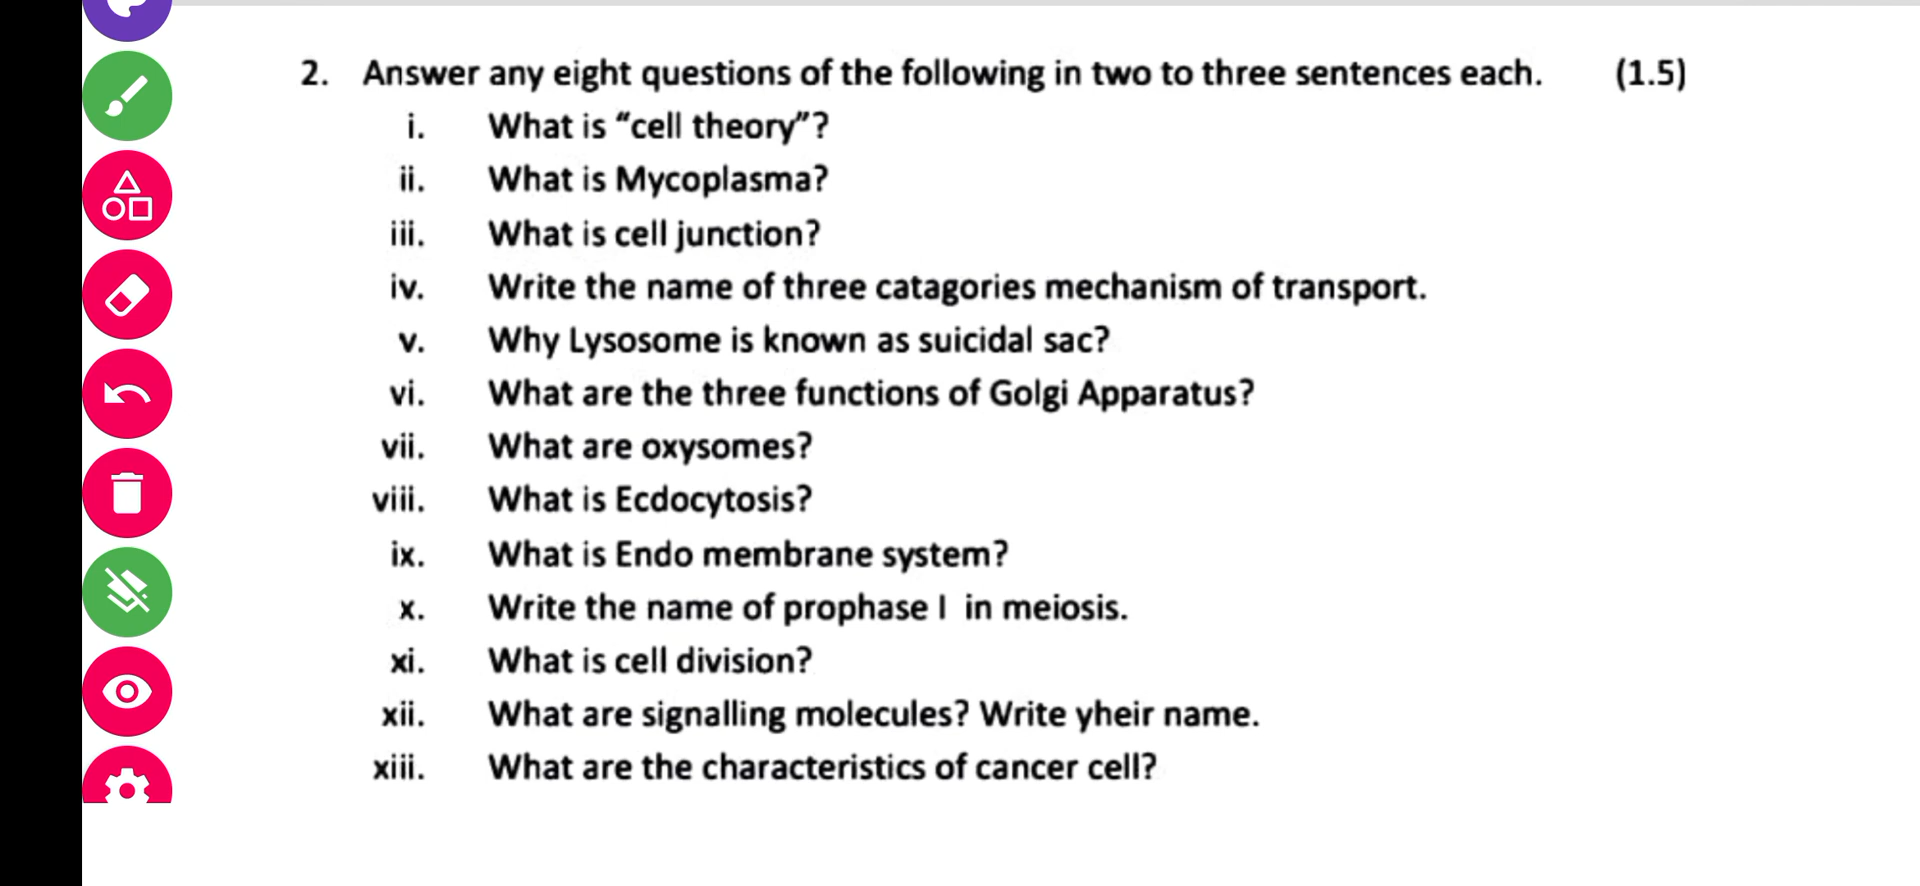 2. Answer any eight questions of the following in two to three sentences each. (1.5)
i. What is “cell theory”?
ii. What is Mycoplasma?
iii. What is cell junction?
iv. Write the name of three catagories mechanism of transport.
v. Why Lysosome is known as suicidal sac?
vi. What are the three functions of Golgi Apparatus?
vii. What are oxysomes?
viii. What is Ecdocytosis?
ix. What is Endo membrane system?
x. Write the name of prophase I in meiosis.
xi. What is cell division?
xii. What are signalling molecules? Write yheir name.
xiii. What are the characteristics of cancer cell?